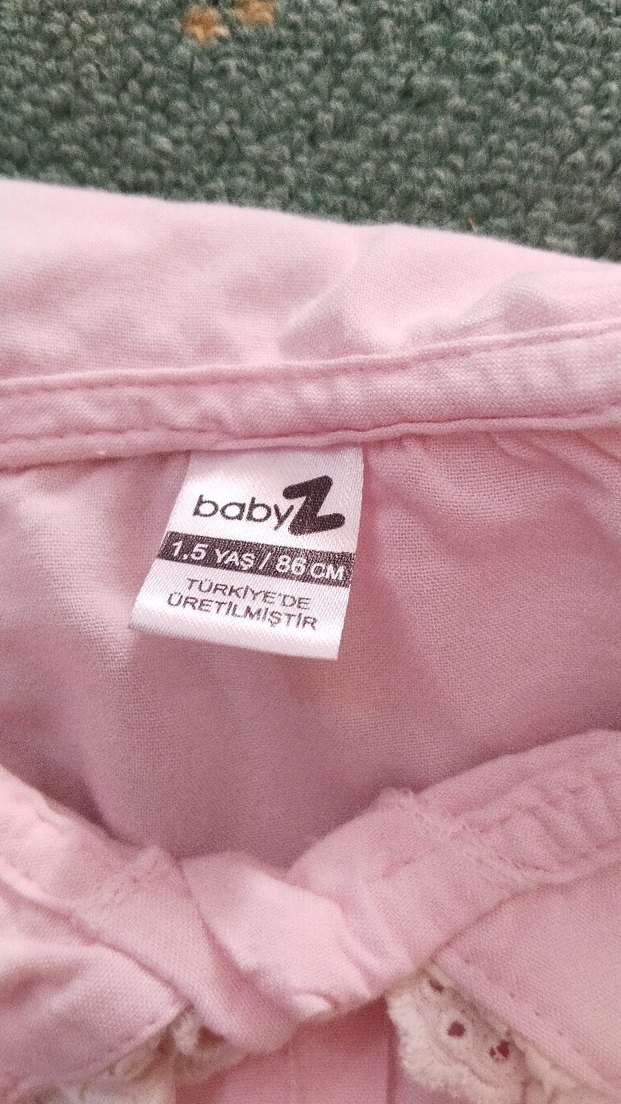 babyZ
1,5 YAŞ / 86 CM
TÜRKİYE'DE
ÜRETİLMİŞTİR